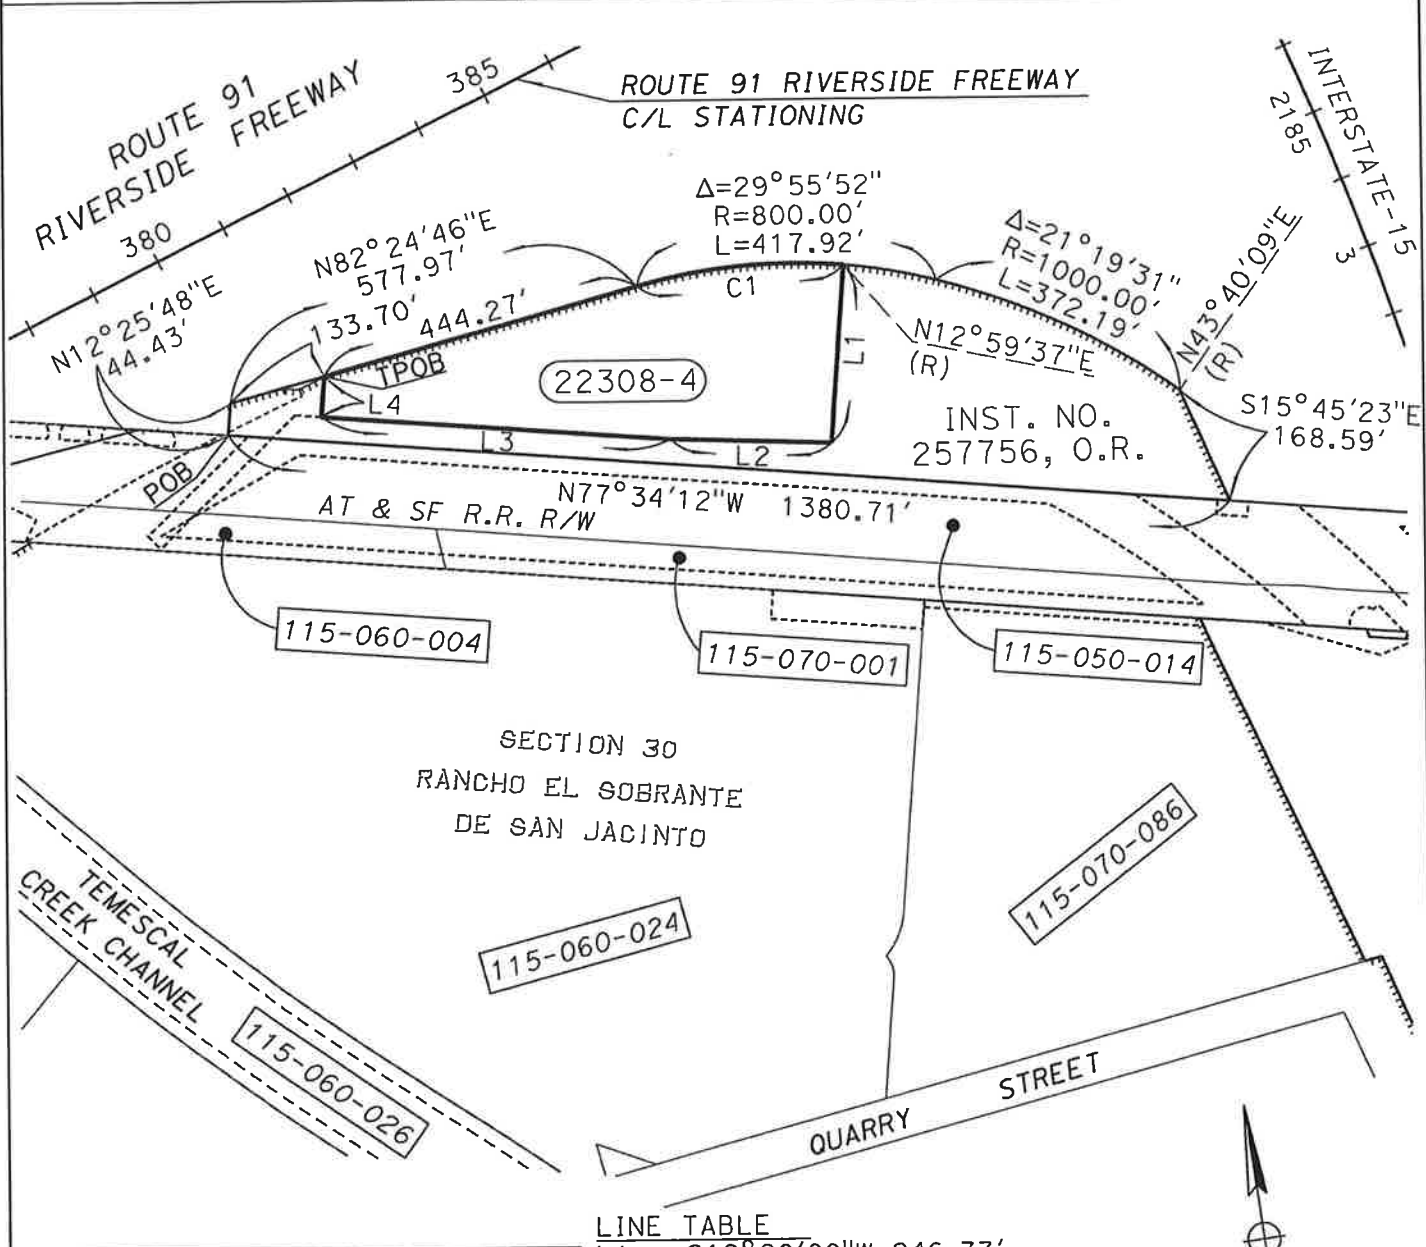 ROUTE 91
RIVERSIDE FREEWAY
380
385
ROUTE 91 RIVERSIDE FREEWAY
C/L STATIONING
INTERSTATE-15
2185
3
N12°25'48"E
44.43'
N82°24'46"E
577.97'
133.70'
444.27'
Δ=29°55'52"
R=800.00'
L=417.92'
C1
Δ=21°19'31"
R=1000.00'
L=372.19'
N43°40'09"E
(R)
N12°59'37"E
(R)
L1
TPOB
L4
22308-4
L3
L2
INST. NO.
257756, O.R.
S15°45'23"E
168.59'
POB
N77°34'12"W 1380.71'
AT & SF R.R. R/W
115-060-004
115-070-001
115-050-014
SECTION 30
RANCHO EL SOBRANTE
DE SAN JACINTO
115-070-086
115-060-024
TEMESCAL
CREEK CHANNEL
115-060-026
QUARRY STREET
LINE TABLE